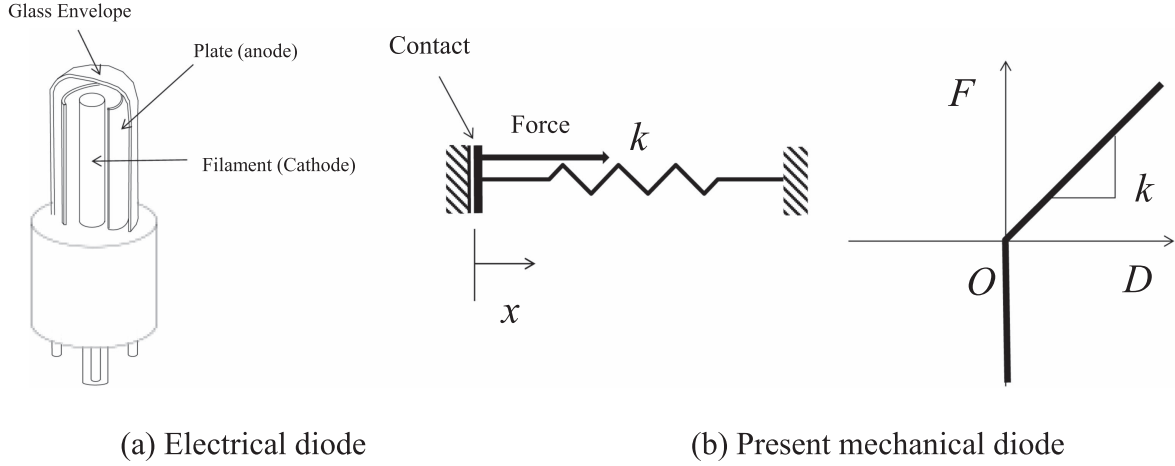 Glass Envelope
Plate (anode)
Filament (Cathode)
Contact
Force
k
x
F
k
O
D
(a) Electrical diode
(b) Present mechanical diode